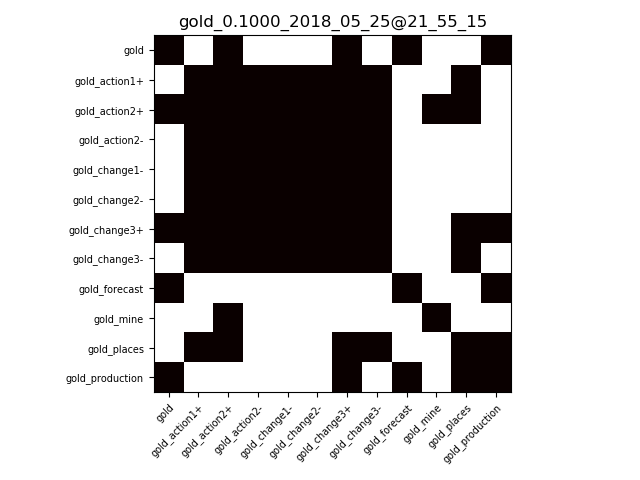 gold_0.1000_2018_05_25@21_55_15
gold
gold_action1+
gold_action2+
gold_action2-
gold_change1-
gold_change2-
gold_change3+
gold_change3-
gold_forecast
gold_mine
gold_places
gold_production
gold
gold_action1+
gold_action2+
gold_action2-
gold_change1-
gold_change2-
gold_change3+
gold_change3-
gold_forecast
gold_mine
gold_places
gold_production